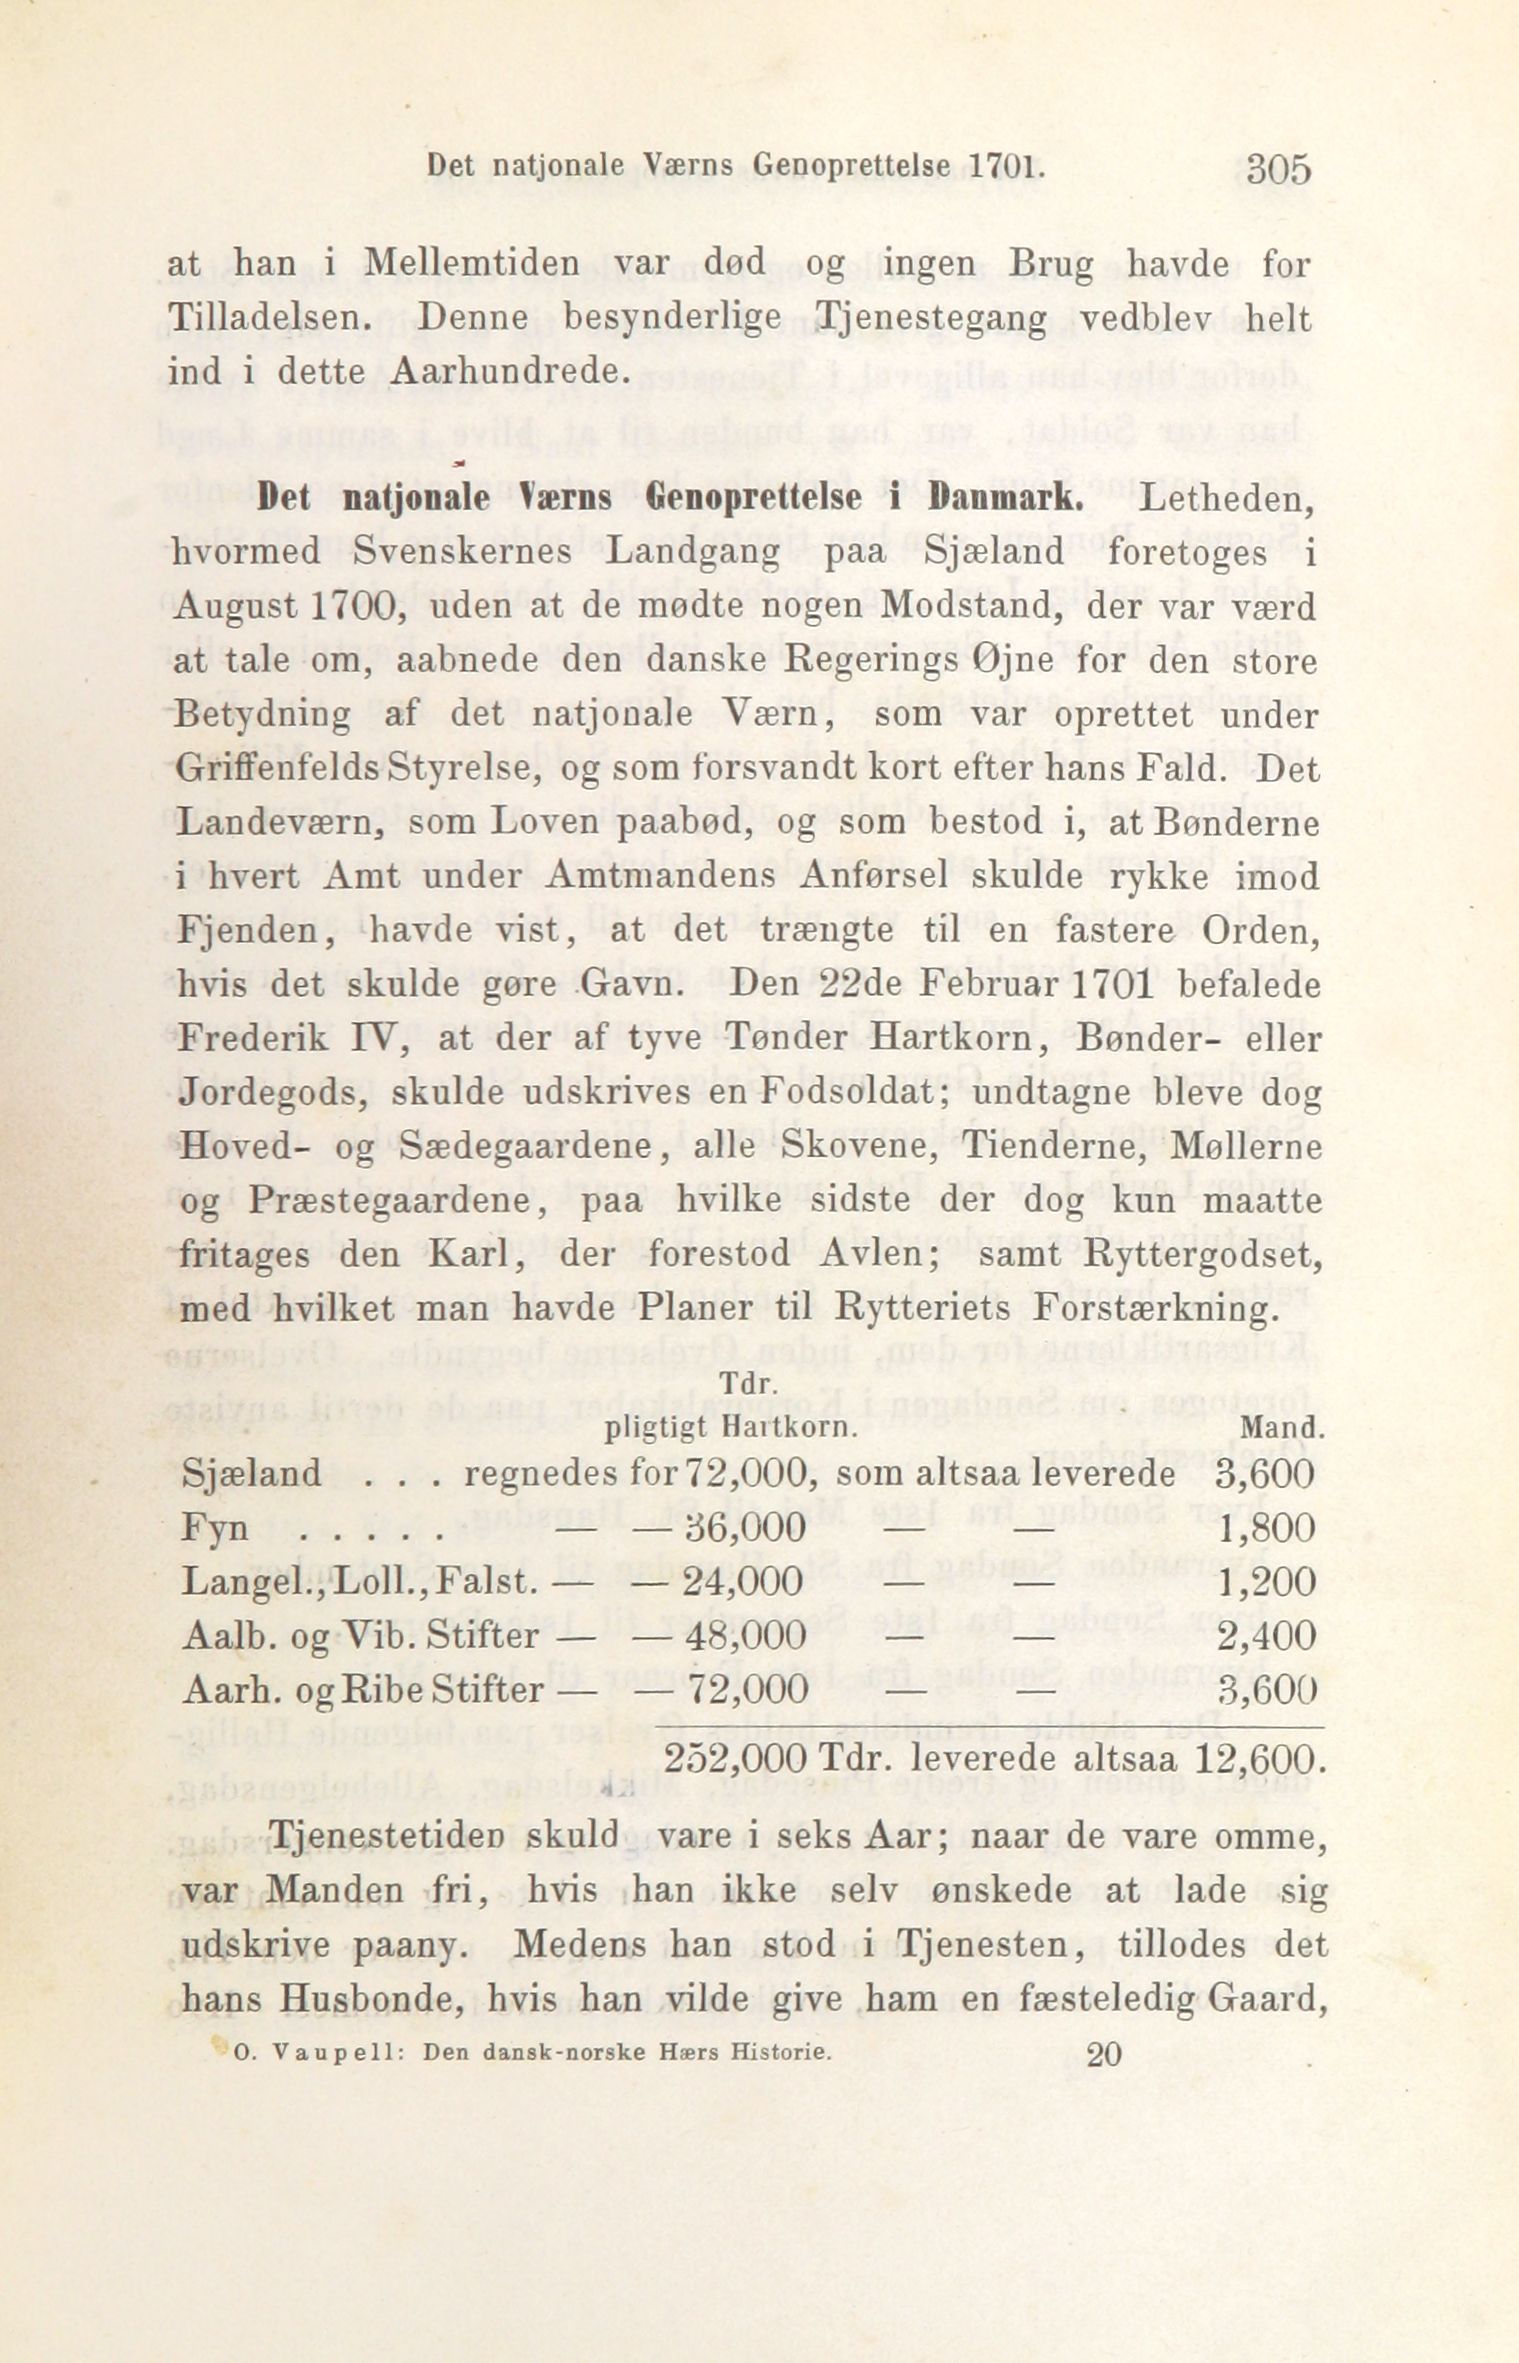 Det natjonale Værns Genoprettelse 1701. 305
at han i Mellemtiden var død og ingen Brug havde for
Tilladelsen. Denne besynderlige Tjenestegang vedblev helt
ind i dette Aarhundrede.
Det natjonale Værns Genoprettelse i Danmark. Letheden,
hvormed Svenskernes Landgang paa Sjæland foretoges i
August 1700, uden at de mødte nogen Modstand, der var værd
at tale om, aabnede den danske Regerings Øjne for den store
Betydning af det natjonale Værn, som var oprettet under
Griffenfelds Styrelse, og som forsvandt kort efter hans Fald. Det
Landeværn, som Loven paabød, og som bestod i, at Bønderne
i hvert Amt under Amtmandens Anførsel skulde rykke imod
Fjenden, havde vist, at det trængte til en fastere Orden,
hvis det skulde gøre Gavn. Den 22de Februar 1701 befalede
Frederik IV, at der af tyve Tønder Hartkorn, Bønder- eller
Jordegods, skulde udskrives en Fodsoldat; undtagne bleve dog
Hoved- og Sædegaardene, alle Skovene, Tienderne, Møllerne
og Præstegaardene, paa hvilke sidste der dog kun maatte
fritages den Karl, der forestod Avlen; samt Ryttergodset,
med hvilket man havde Planer til Rytteriets Forstærkning.
Tdr.
pligtigt Hartkorn. Mand.
Sjæland . . . regnedes for 72,000, som altsaa leverede 3,600
Fyn . . . . . — — 36,000 — — 1,800
Langel., Loll., Falst. — — 24,000 — — 1,200
Aalb. og Vib. Stifter — — 48,000 — — 2,400
Aarh. og Ribe Stifter — — 72,000 — — 3,600
252,000 Tdr. leverede altsaa 12,600.
Tjenestetiden skuld vare i seks Aar; naar de vare omme,
var Manden fri, hvis han ikke selv ønskede at lade sig
udskrive paany. Medens han stod i Tjenesten, tillodes det
hans Husbonde, hvis han vilde give ham en fæsteledig Gaard,
O. Vaupell: Den dansk-norske Hærs Historie. 20